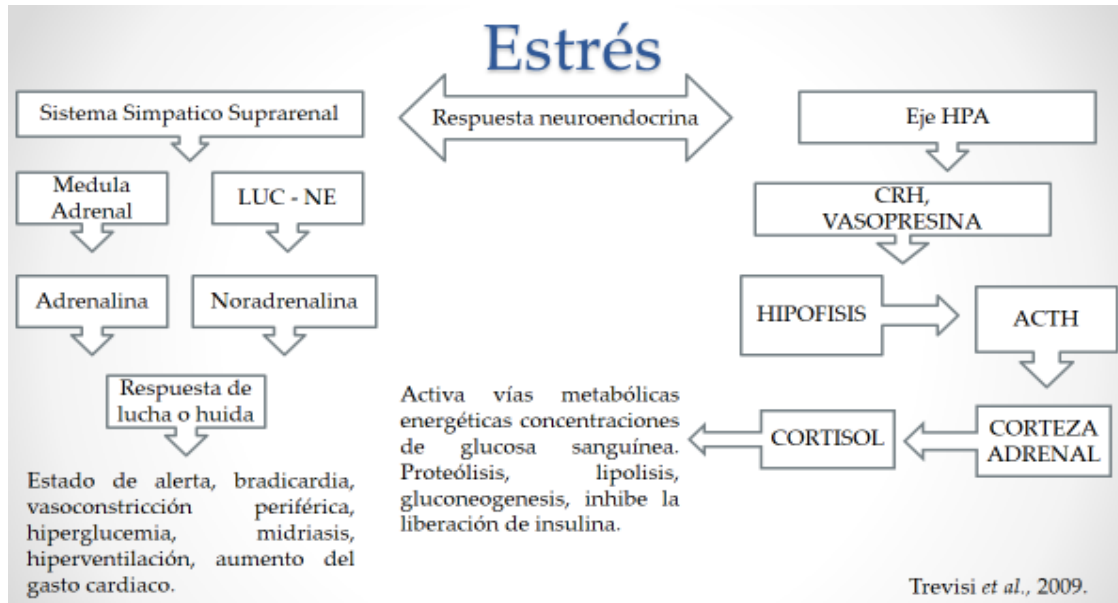 Estrés
Sistema Simpatico Suprarenal
Respuesta neuroendocrina
Eje HPA
Medula
Adrenal
LUC - NE
CRH,
VASOPRESINA
Adrenalina
Noradrenalina
HIPOFISIS
ACTH
Respuesta de
lucha o huida
Activa vías metabólicas
energéticas concentraciones
de glucosa sanguínea.
Proteólisis, lipolisis,
gluconeogenesis, inhibe la
liberación de insulina.
CORTISOL
CORTEZA
ADRENAL
Estado de alerta, bradicardia,
vasoconstricción periférica,
hiperglucemia, midriasis,
hiperventilación, aumento del
gasto cardiaco.
Trevisi et al., 2009.